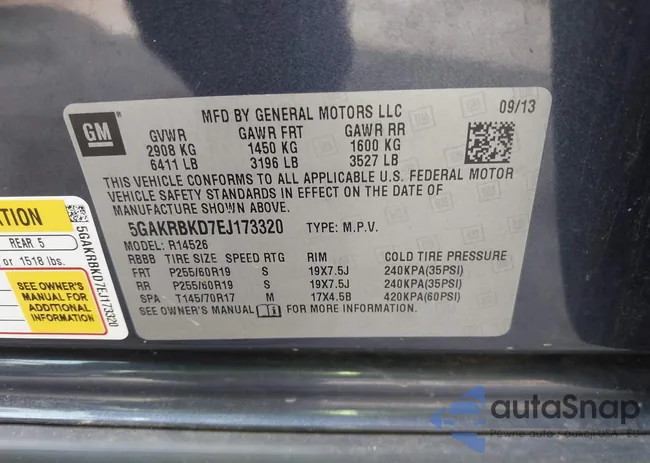 MFD BY GENERAL MOTORS LLC 09/13
GM
GVWR GAWR FRT GAWR RR
2908 KG 1450 KG 1600 KG
6411 LB 3196 LB 3527 LB
THIS VEHICLE CONFORMS TO ALL APPLICABLE U.S. FEDERAL MOTOR
VEHICLE SAFETY STANDARDS IN EFFECT ON THE DATE OF
MANUFACTURE SHOWN ABOVE.
5GAKRBKD7EJ173320 TYPE: M.P.V.
MODEL: R14526
RBBB TIRE SIZE SPEED RTG RIM COLD TIRE PRESSURE
FRT P255/60R19 S 19X7.5J 240KPA(35PSI)
RR P255/60R19 S 19X7.5J 240KPA(35PSI)
SPA T145/70R17 M 17X4.5B 420KPA(60PSI)
SEE OWNER'S MANUAL FOR MORE INFORMATION.
REAR 5
or 1518 lbs.
SEE OWNER'S
MANUAL FOR
ADDITIONAL
INFORMATION
5GAKRBKD7EJ173320
autoSnap
Pewne auto z aukcji USA - EU